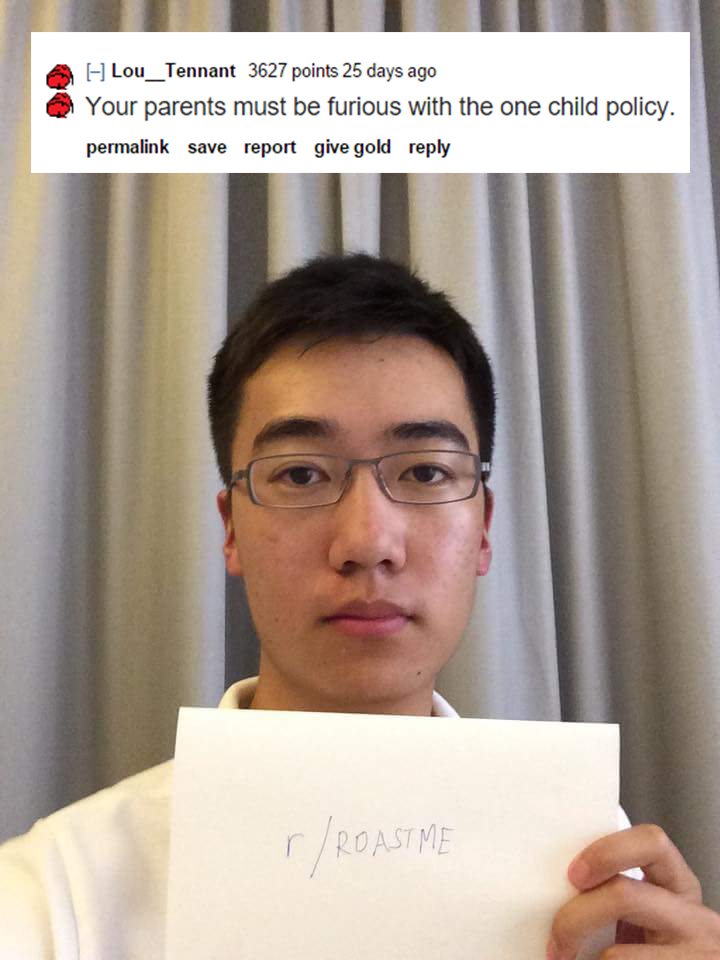 [–] Lou__Tennant 3627 points 25 days ago
Your parents must be furious with the one child policy.
permalink save report give gold reply
r/ROASTME